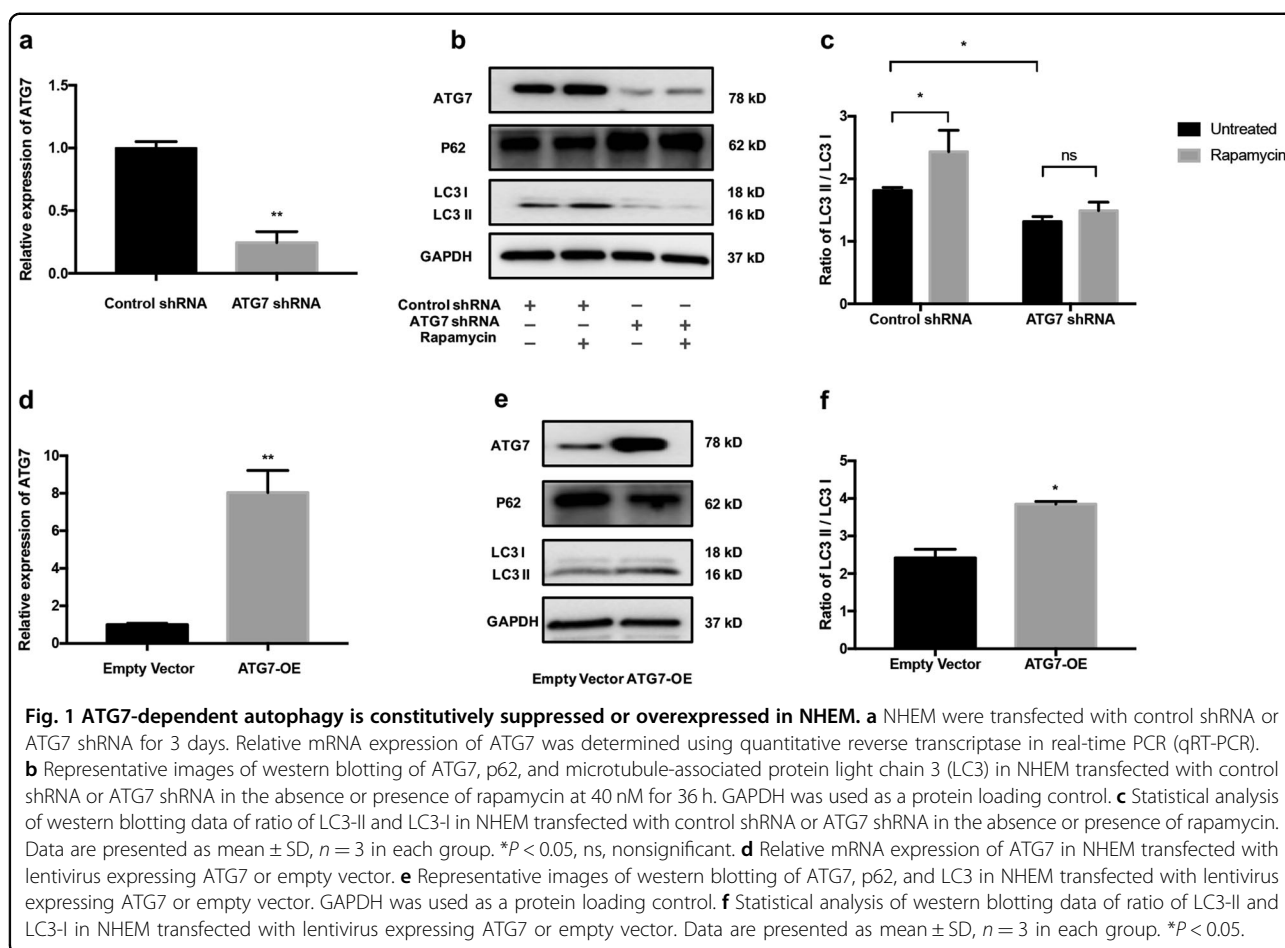 a
Relative expression of ATG7
1.5
1.0
0.5
0.0
**
Control shRNA
ATG7 shRNA
b
ATG7
78 kD
P62
62 kD
LC3 I
18 kD
LC3 II
16 kD
GAPDH
37 kD
Control shRNA + + – –
ATG7 shRNA – – + +
Rapamycin – + – +
c
Ratio of LC3 II / LC3 I
3
2
1
0
*
*
ns
Control shRNA
ATG7 shRNA
Untreated
Rapamycin
d
Relative expression of ATG7
10
8
6
4
2
0
**
Empty Vector
ATG7-OE
e
ATG7
78 kD
P62
62 kD
LC3 I
18 kD
LC3 II
16 kD
GAPDH
37 kD
Empty Vector ATG7-OE
f
Ratio of LC3 II / LC3 I
5
4
3
2
1
0
*
Empty Vector
ATG7-OE
Fig. 1 ATG7-dependent autophagy is constitutively suppressed or overexpressed in NHEM. a NHEM were transfected with control shRNA or
ATG7 shRNA for 3 days. Relative mRNA expression of ATG7 was determined using quantitative reverse transcriptase in real-time PCR (qRT-PCR).
b Representative images of western blotting of ATG7, p62, and microtubule-associated protein light chain 3 (LC3) in NHEM transfected with control
shRNA or ATG7 shRNA in the absence or presence of rapamycin at 40 nM for 36 h. GAPDH was used as a protein loading control. c Statistical analysis
of western blotting data of ratio of LC3-II and LC3-I in NHEM transfected with control shRNA or ATG7 shRNA in the absence or presence of rapamycin.
Data are presented as mean ± SD, n = 3 in each group. *P < 0.05, ns, nonsignificant. d Relative mRNA expression of ATG7 in NHEM transfected with
lentivirus expressing ATG7 or empty vector. e Representative images of western blotting of ATG7, p62, and LC3 in NHEM transfected with lentivirus
expressing ATG7 or empty vector. GAPDH was used as a protein loading control. f Statistical analysis of western blotting data of ratio of LC3-II and
LC3-I in NHEM transfected with lentivirus expressing ATG7 or empty vector. Data are presented as mean ± SD, n = 3 in each group. *P < 0.05.